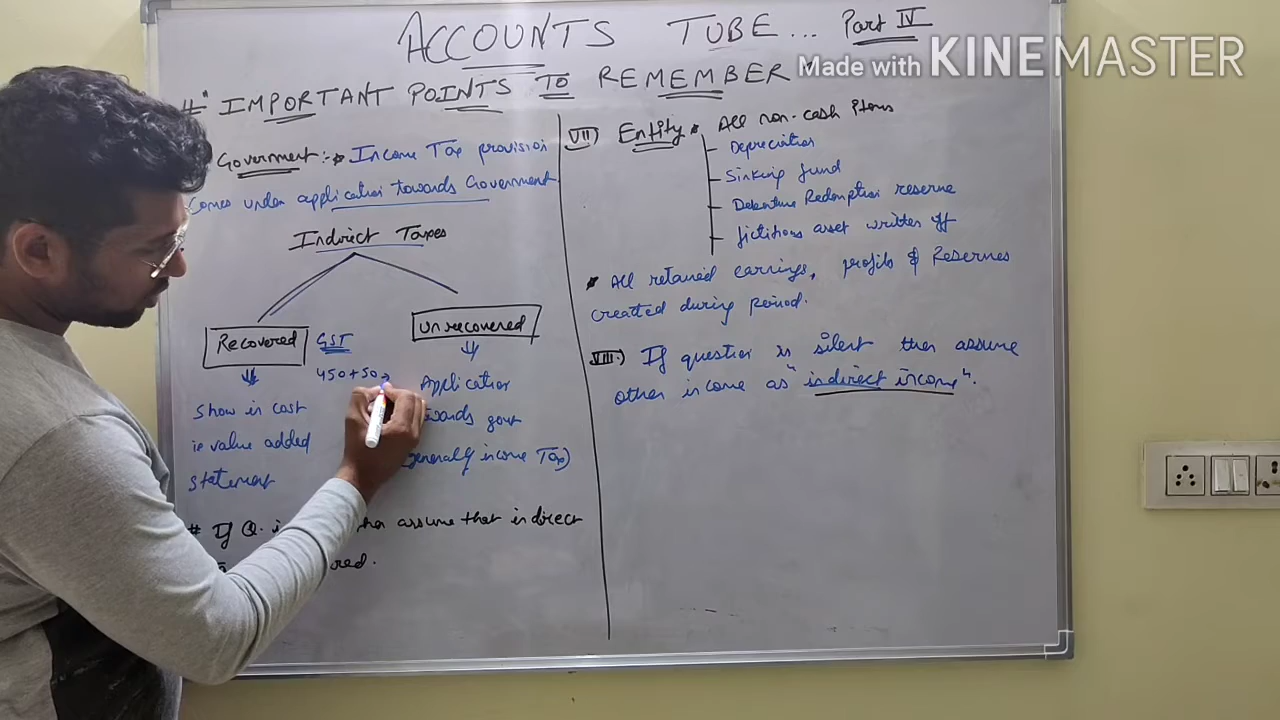 ACCOUNTS TUBE... Part IV
Made with KINEMASTER
# IMPORTANT POINTS TO REMEMBER "
Government :- Income Tax provision
Comes under application towards Government
Indirect Taxes
Recovered
GST
450+50
Show in cost
in value added
statement
Unrecovered
Application
towards govt
generally income Tax)
# If Q. then assume that indirect
VII) Entity All non-cash items
Depreciation
Sinking fund
Debenture Redemption reserve
fictitious asset written off
All retained earnings, profits & Reserves
created during period.
VIII.) If question is silent then assume
other income as "indirect income".